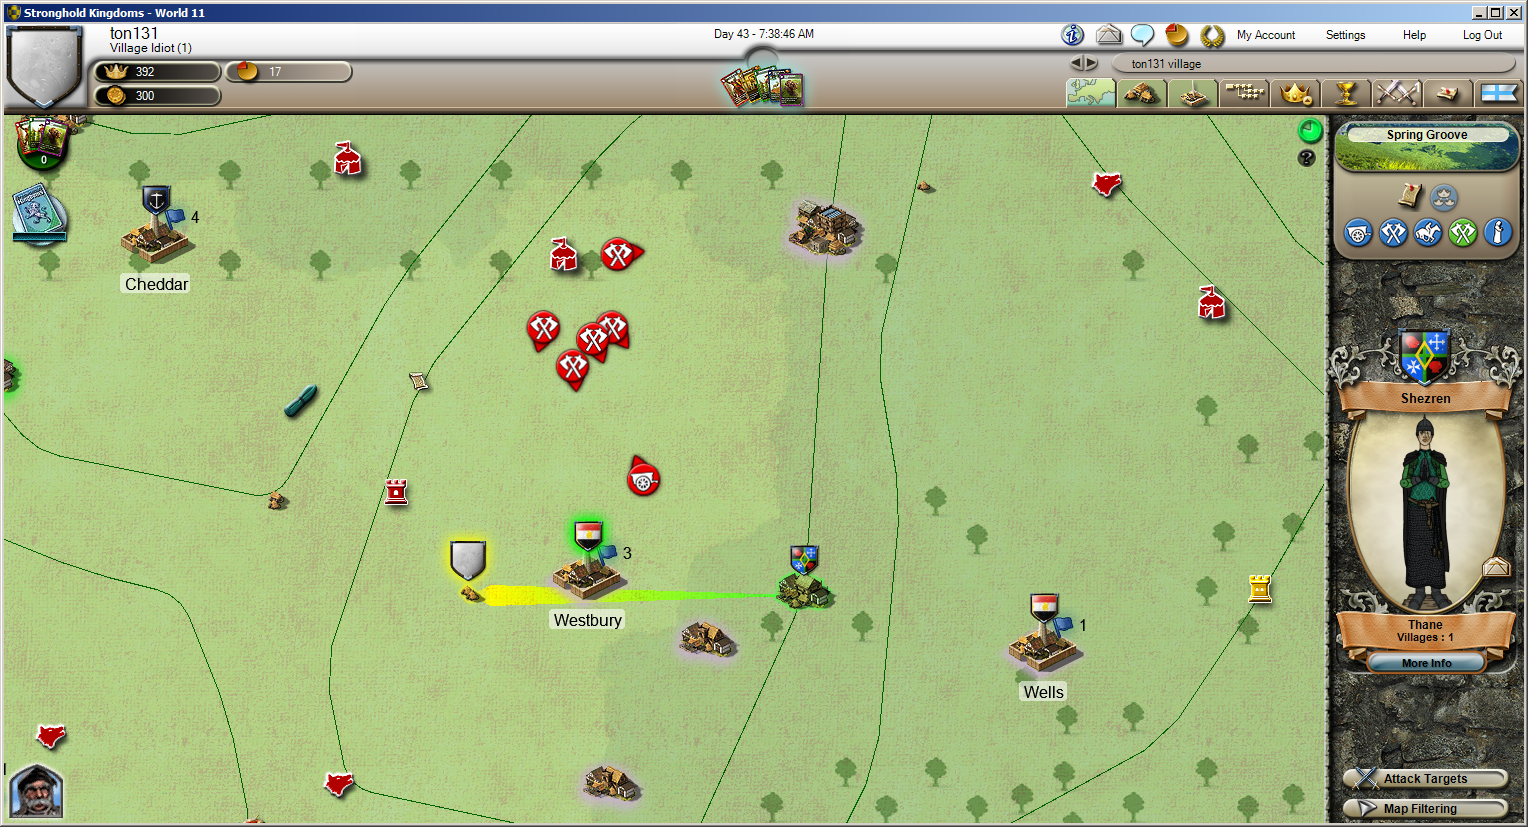 Stronghold Kingdoms - World 11
ton131
Village Idiot (1)
392
17
300
Day 43 - 7:38:46 AM
My Account
Settings
Help
Log Out
ton131 village
0
4
Cheddar
3
Westbury
1
Wells
?
Spring Groove
Shezren
Thane
Villages : 1
More Info
Attack Targets
Map Filtering